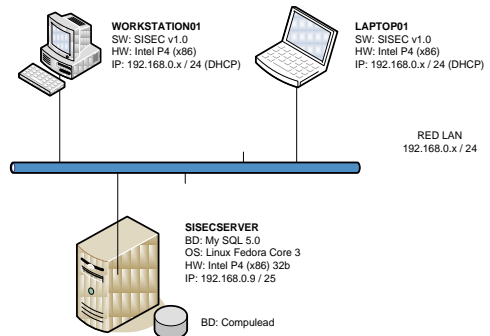 WORKSTATION01
SW: SISEC v1.0
HW: Intel P4 (x86)
IP: 192.168.0.x / 24 (DHCP)
LAPTOP01
SW: SISEC v1.0
HW: Intel P4 (x86)
IP: 192.168.0.x / 24 (DHCP)
RED LAN
192.168.0.x / 24
SISECSERVER
BD: My SQL 5.0
OS: Linux Fedora Core 3
HW: Intel P4 (x86) 32b
IP: 192.168.0.9 / 25
BD: Compulead